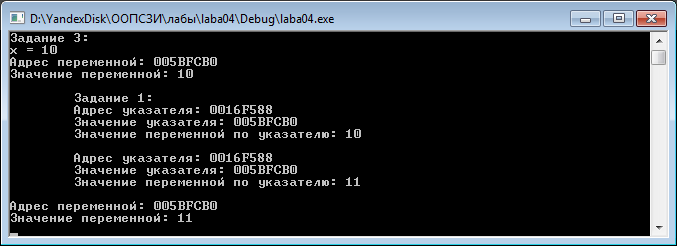 D:\YandexDisk\ООПСЗИ\лабы\laba04\Debug\laba04.exe
Задание 3:
x = 10
Адрес переменной: 005BFCB0
Значение переменной: 10
Задание 1:
Адрес указателя: 0016F588
Значение указателя: 005BFCB0
Значение переменной по указателю: 10
Адрес указателя: 0016F588
Значение указателя: 005BFCB0
Значение переменной по указателю: 11
Адрес переменной: 005BFCB0
Значение переменной: 11